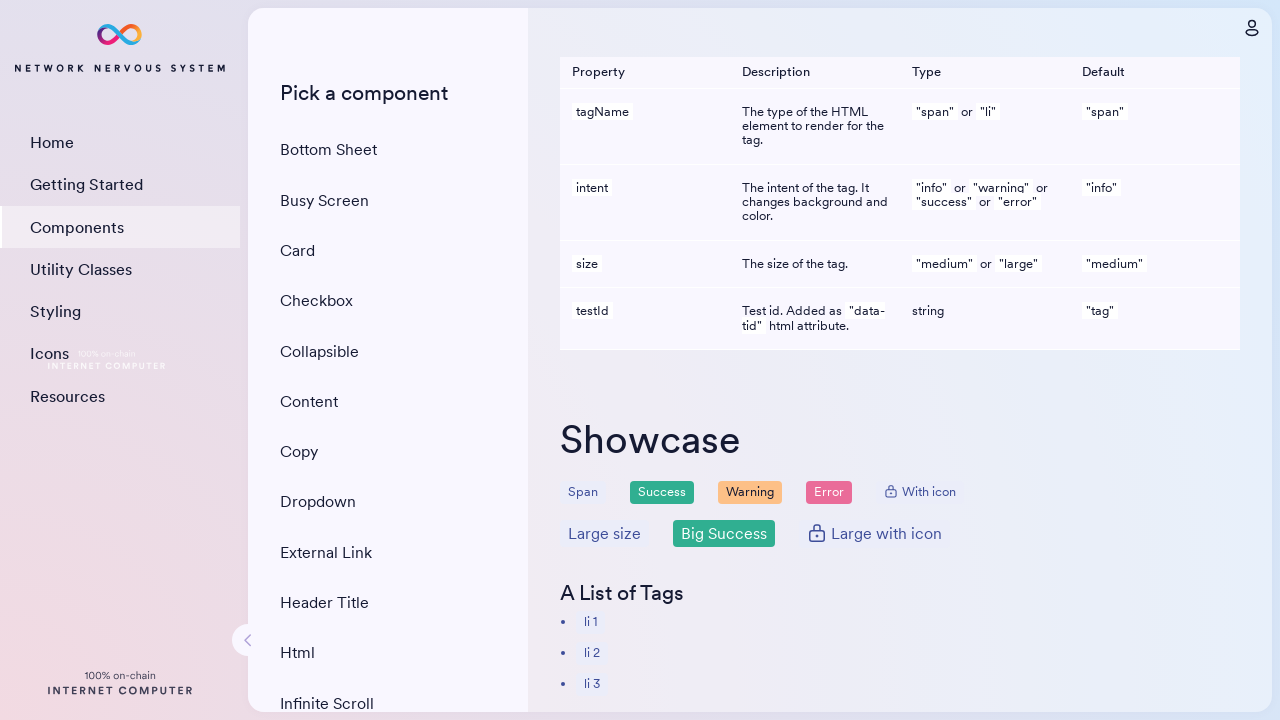 NETWORK NERVOUS SYSTEM
Home
Getting Started
Components
Utility Classes
Styling
Icons
100% on-chain
INTERNET COMPUTER
Resources
100% on-chain
INTERNET COMPUTER
Pick a component
Bottom Sheet
Busy Screen
Card
Checkbox
Collapsible
Content
Copy
Dropdown
External Link
Header Title
Html
Infinite Scroll
Property Description Type Default
tagName The type of the HTML "span" or "li" "span"
element to render for the
tag.
intent The intent of the tag. It "info" or "warning" or "info"
changes background and "success" or "error"
color.
size The size of the tag. "medium" or "large" "medium"
testId Test id. Added as "data- string "tag"
tid" html attribute.
Showcase
Span Success Warning Error With icon
Large size Big Success Large with icon
A List of Tags
• li 1
• li 2
• li 3